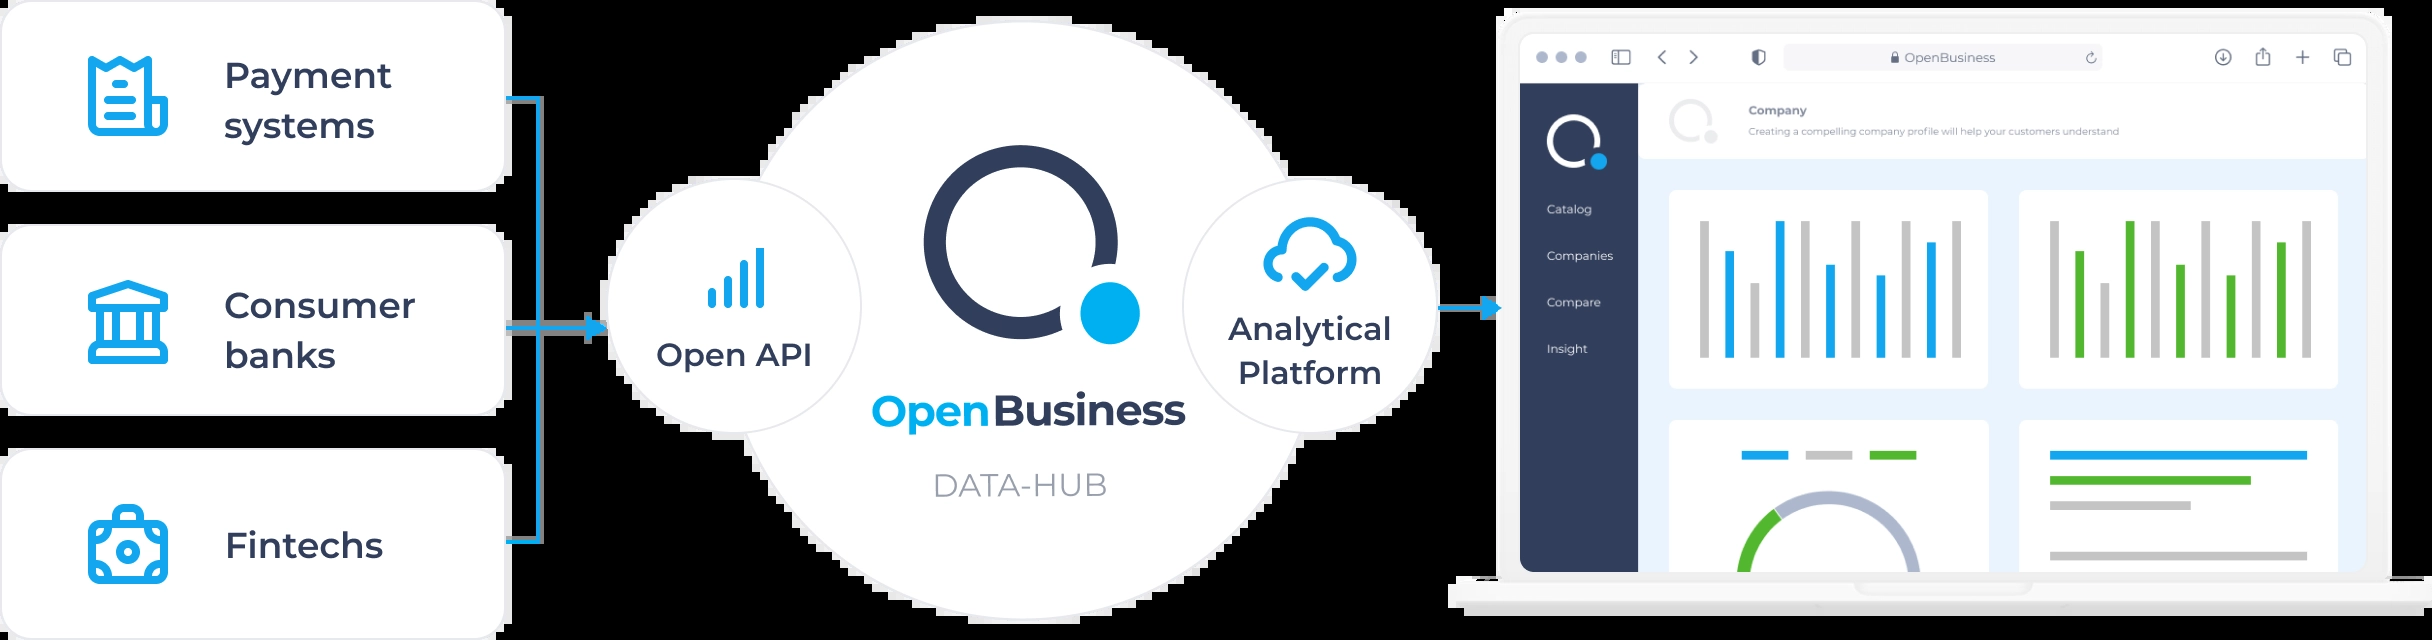 Payment
systems
Consumer
banks
Fintechs
Open API
OpenBusiness
DATA-HUB
Analytical
Platform
OpenBusiness
Company
Creating a compelling company profile will help your customers understand
Catalog
Companies
Compare
Insight